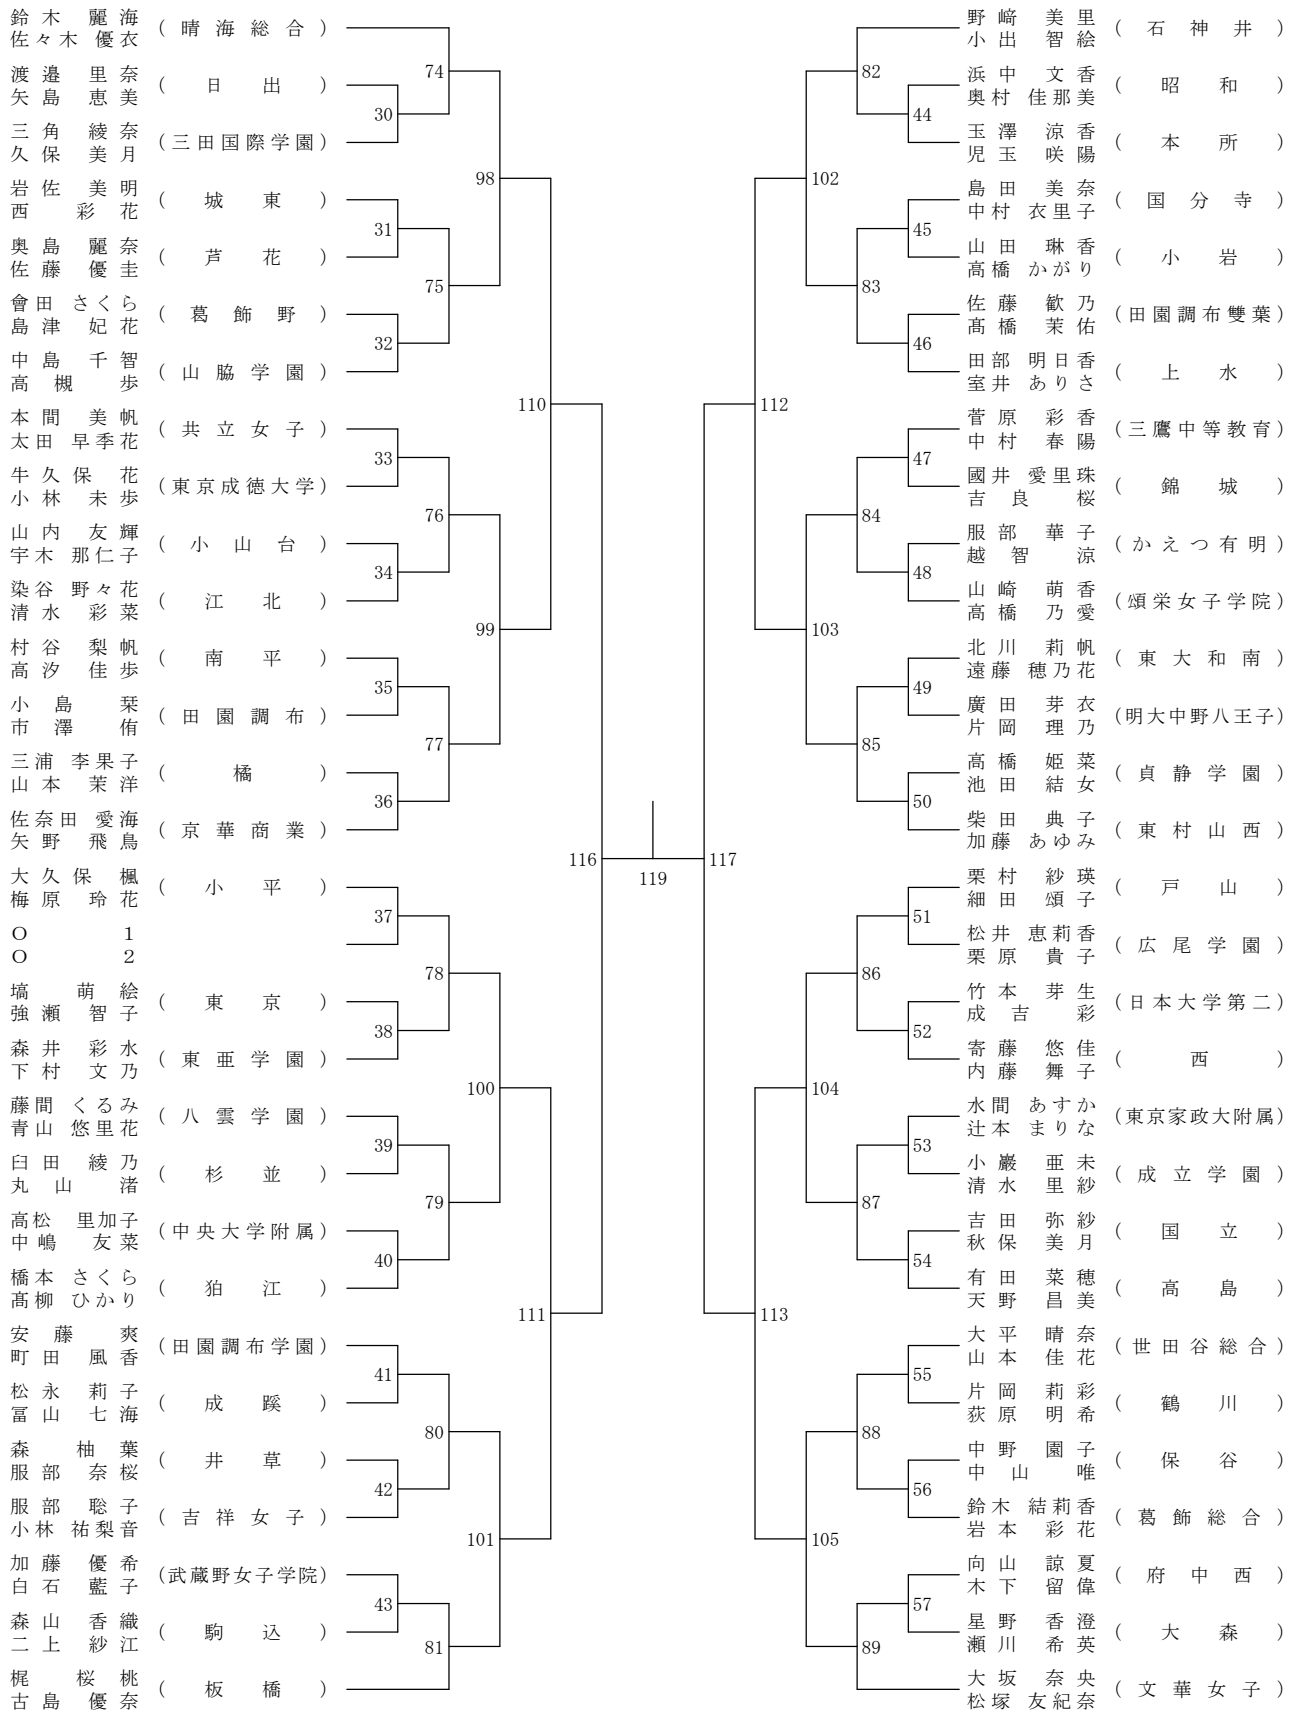 鈴木 麗海
佐々木 優衣
(晴海総合)
渡邉 里奈
矢島 恵美
(日出)
三角 綾奈
久保 美月
(三田国際学園)
岩佐 美明
西 彩花
(城東)
奥島 麗奈
佐藤 優圭
(芦花)
會田 さくら
島津 妃花
(葛飾野)
中島 千智
高槻 歩
(山脇学園)
本間 美帆
太田 早季花
(共立女子)
牛久保 花
小林 未歩
(東京成徳大学)
山内 友輝
宇木 那仁子
(小山台)
染谷 野々花
清水 彩菜
(江北)
村谷 梨帆
高汐 佳歩
(南平)
小島 栞
市澤 侑
(田園調布)
三浦 李果子
山本 茉洋
(橘)
佐奈田 愛海
矢野 飛鳥
(京華商業)
大久保 楓
梅原 玲花
(小平)
O 1
O 2
塙 萌絵
強瀬 智子
(東京)
森井 彩水
下村 文乃
(東亜学園)
藤間 くるみ
青山 悠里花
(八雲学園)
臼田 綾乃
丸山 渚
(杉並)
高松 里加子
中嶋 友菜
(中央大学附属)
橋本 さくら
髙柳 ひかり
(狛江)
安藤 爽
町田 風香
(田園調布学園)
松永 莉子
冨山 七海
(成蹊)
森 柚葉
服部 奈桜
(井草)
服部 聡子
小林 祐梨音
(吉祥女子)
加藤 優希
白石 藍子
(武蔵野女子学院)
森山 香織
二上 紗江
(駒込)
梶 桜桃
古島 優奈
(板橋)
74
30
98
31
75
32
110
33
76
34
99
35
77
36
116
37
78
38
100
39
79
40
111
41
80
42
101
43
81
119
117
82
44
102
45
83
46
112
47
84
48
103
49
85
50
51
86
52
104
53
87
54
113
55
88
56
105
57
89
野﨑 美里
小出 智絵
(石神井)
浜中 文香
奥村 佳那美
(昭和)
玉澤 涼香
児玉 咲陽
(本所)
島田 美奈
中村 衣里子
(国分寺)
山田 琳香
高橋 かがり
(小岩)
佐藤 歓乃
髙橋 茉佑
(田園調布雙葉)
田部 明日香
室井 ありさ
(上水)
菅原 彩香
中村 春陽
(三鷹中等教育)
國井 愛里珠
吉良 桜
(錦城)
服部 華子
越智 涼
(かえつ有明)
山崎 萌香
高橋 乃愛
(頌栄女子学院)
北川 莉帆
遠藤 穂乃花
(東大和南)
廣田 芽衣
片岡 理乃
(明大中野八王子)
高橋 姫菜
池田 結女
(貞静学園)
柴田 典子
加藤 あゆみ
(東村山西)
栗村 紗瑛
細田 頌子
(戸山)
松井 恵莉香
栗原 貴子
(広尾学園)
竹本 芽生
成吉 彩
(日本大学第二)
寄藤 悠佳
内藤 舞子
(西)
水間 あすか
辻本 まりな
(東京家政大附属)
小巖 亜未
清水 里紗
(成立学園)
吉田 弥紗
秋保 美月
(国立)
有田 菜穂
天野 昌美
(高島)
大平 晴奈
山本 佳花
(世田谷総合)
片岡 莉彩
荻原 明希
(鶴川)
中野 園子
中山 唯
(保谷)
鈴木 結莉香
岩本 彩花
(葛飾総合)
向山 諒夏
木下 留偉
(府中西)
星野 香澄
瀬川 希英
(大森)
大坂 奈央
松塚 友紀奈
(文華女子)